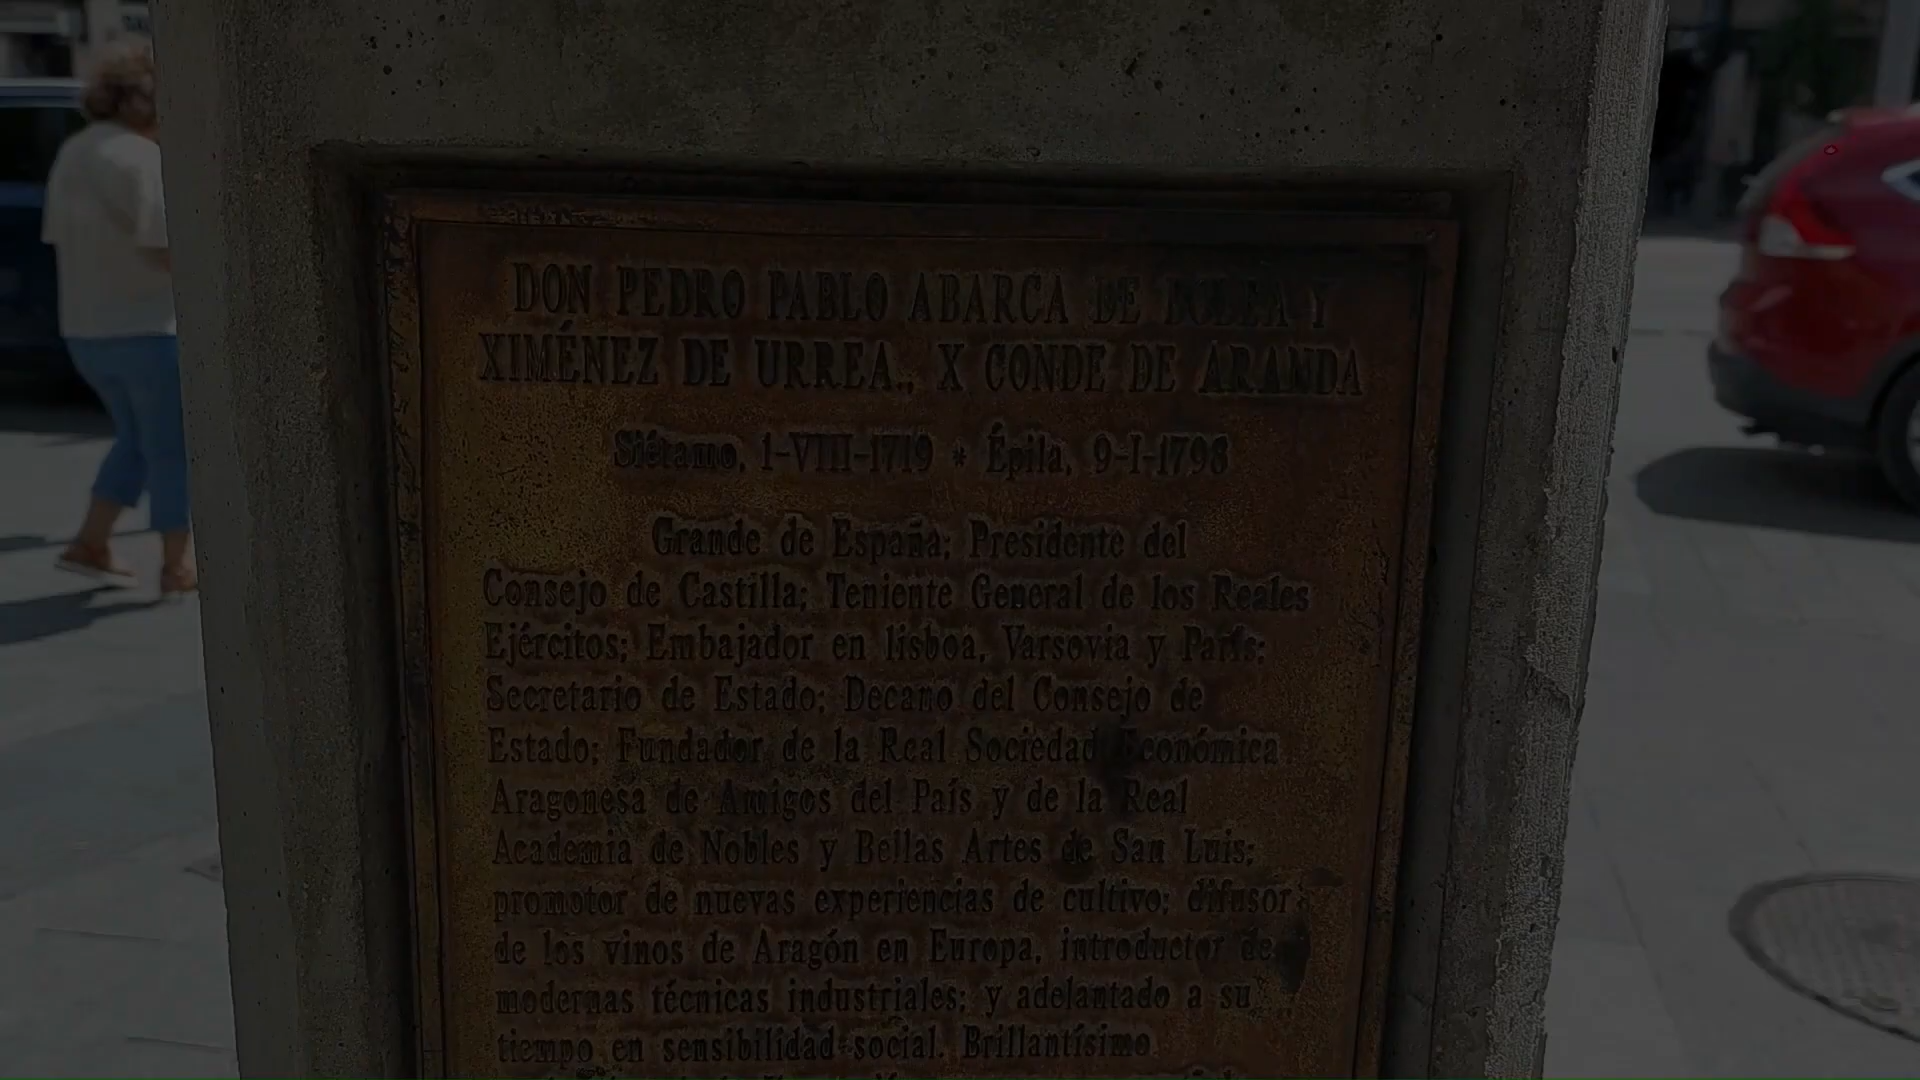 DON PEDRO PABLO ABARCA DE BOLEA Y
XIMÉNEZ DE URREA., X CONDE DE ARANDA
Siétamo, 1-VIII-1719 * Épila, 9-I-1798
Grande de España; Presidente del
Consejo de Castilla; Teniente General de los Reales
Ejércitos; Embajador en lisboa, Varsovia y París;
Secretario de Estado; Decano del Consejo de
Estado; Fundador de la Real Sociedad Económica
Aragonesa de Amigos del País y de la Real
Academia de Nobles y Bellas Artes de San Luis;
promotor de nuevas experiencias de cultivo; difusor
de los vinos de Aragón en Europa, introductor de
modernas técnicas industriales; y adelantado a su
tiempo en sensibilidad social. Brillantísimo